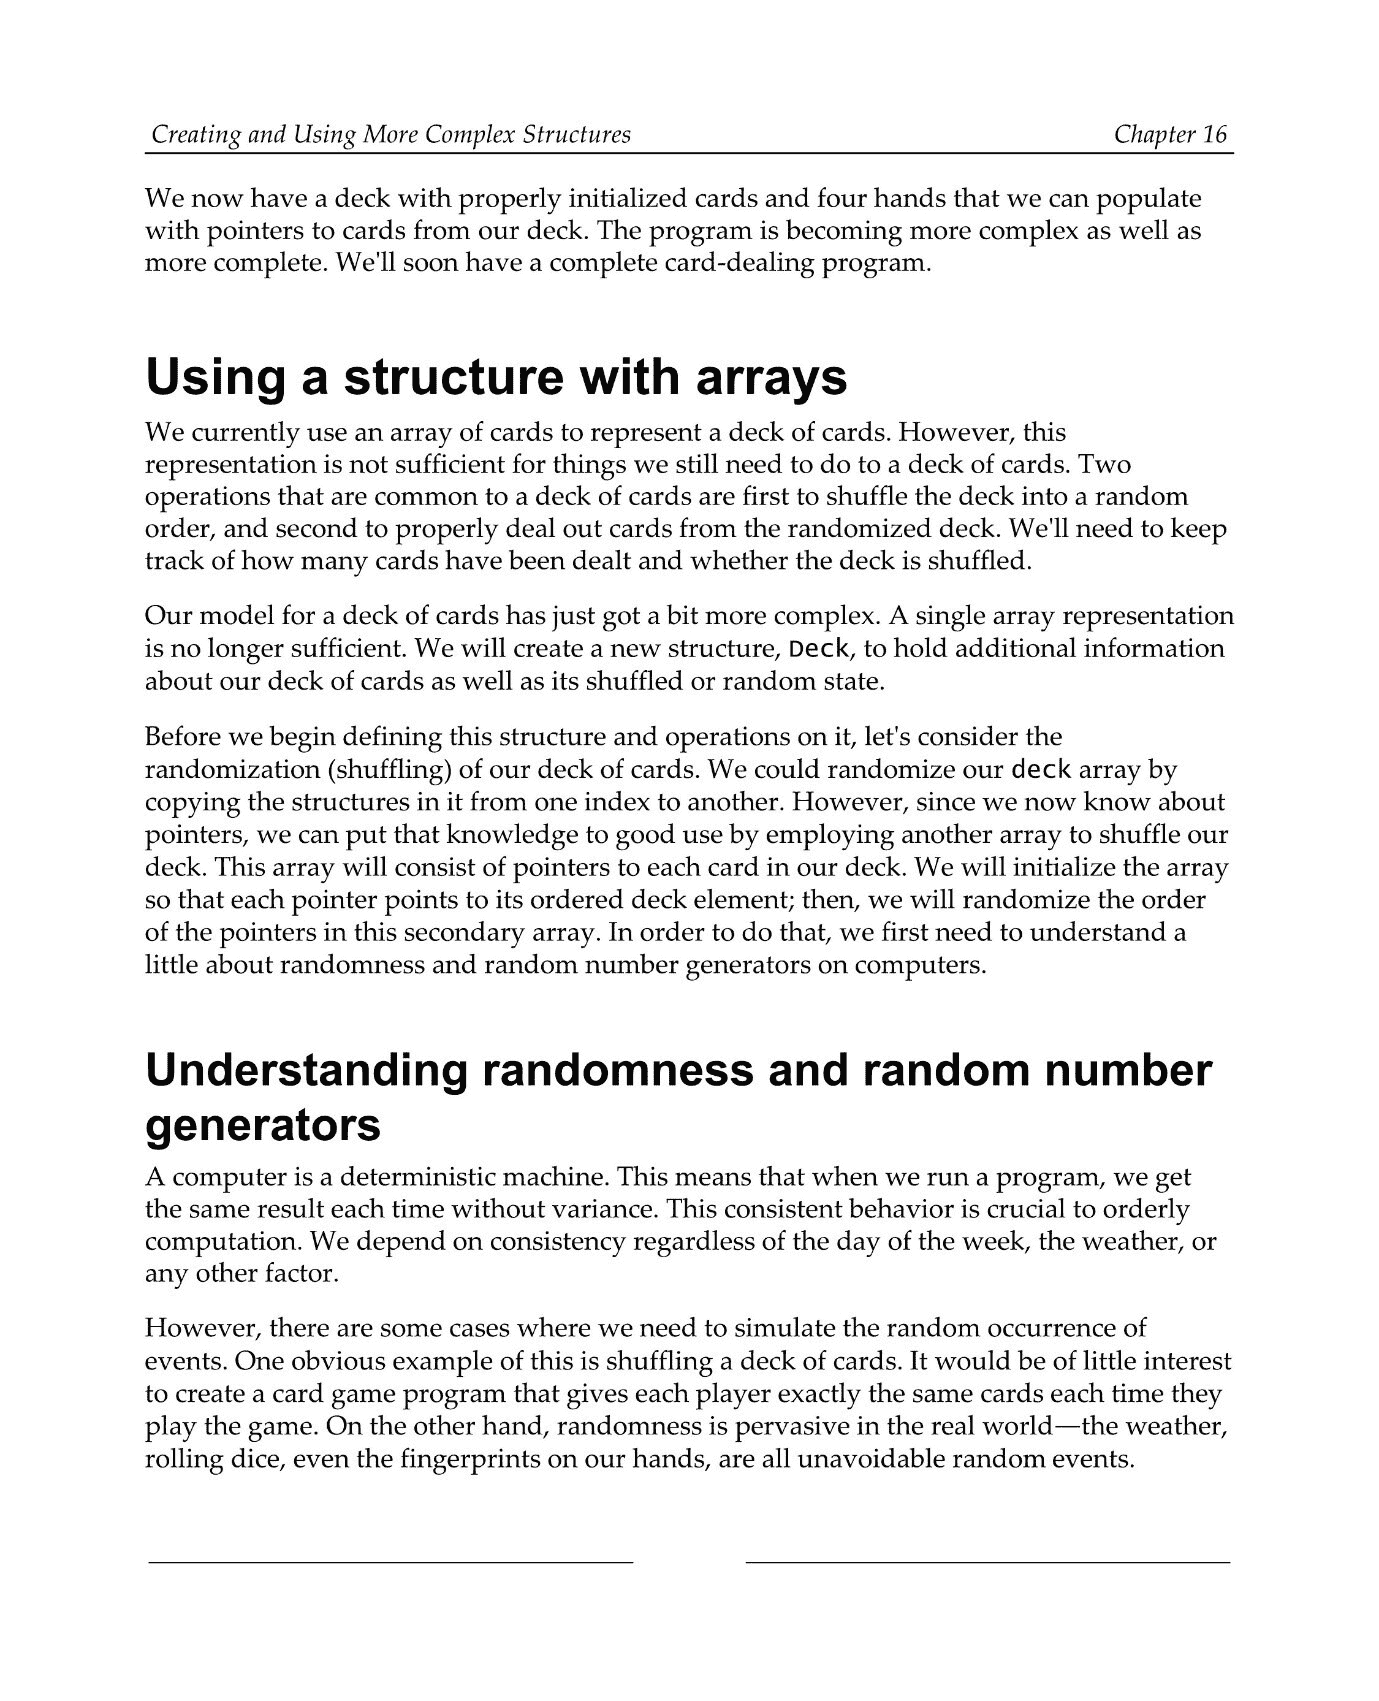 Creating and Using More Complex Structures Chapter 16
We now have a deck with properly initialized cards and four hands that we can populate
with pointers to cards from our deck. The program is becoming more complex as well as
more complete. We'll soon have a complete card-dealing program.
Using a structure with arrays
We currently use an array of cards to represent a deck of cards. However, this
representation is not sufficient for things we still need to do to a deck of cards. Two
operations that are common to a deck of cards are first to shuffle the deck into a random
order, and second to properly deal out cards from the randomized deck. We'll need to keep
track of how many cards have been dealt and whether the deck is shuffled.
Our model for a deck of cards has just got a bit more complex. A single array representation
is no longer sufficient. We will create a new structure, Deck, to hold additional information
about our deck of cards as well as its shuffled or random state.
Before we begin defining this structure and operations on it, let's consider the
randomization (shuffling) of our deck of cards. We could randomize our deck array by
copying the structures in it from one index to another. However, since we now know about
pointers, we can put that knowledge to good use by employing another array to shuffle our
deck. This array will consist of pointers to each card in our deck. We will initialize the array
so that each pointer points to its ordered deck element; then, we will randomize the order
of the pointers in this secondary array. In order to do that, we first need to understand a
little about randomness and random number generators on computers.
Understanding randomness and random number
generators
A computer is a deterministic machine. This means that when we run a program, we get
the same result each time without variance. This consistent behavior is crucial to orderly
computation. We depend on consistency regardless of the day of the week, the weather, or
any other factor.
However, there are some cases where we need to simulate the random occurrence of
events. One obvious example of this is shuffling a deck of cards. It would be of little interest
to create a card game program that gives each player exactly the same cards each time they
play the game. On the other hand, randomness is pervasive in the real world—the weather,
rolling dice, even the fingerprints on our hands, are all unavoidable random events.